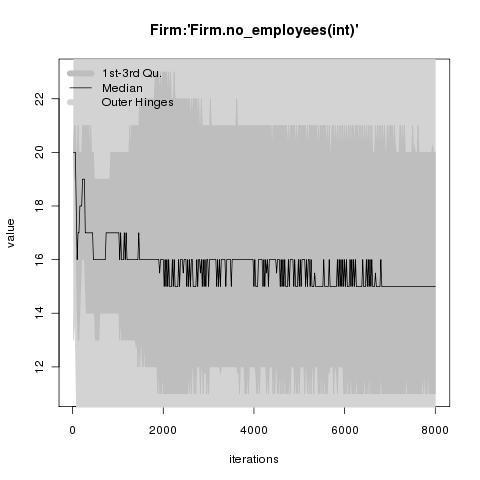 Firm:'Firm.no_employees(int)'
1st-3rd Qu.
Median
Outer Hinges
22
20
18
16
14
12
value
0 2000 4000 6000 8000
iterations